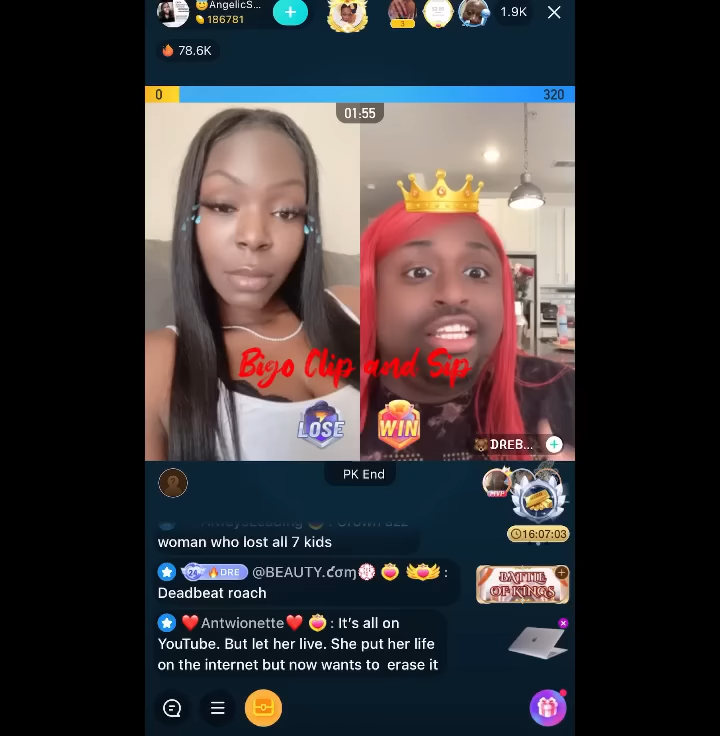 😇AngelicS...
186781
1.9K
78.6K
0
320
01:55
Bigo Clip and Sip
LOSE
WIN
🐻DREB...
PK End
MVP
16:07:03
woman who lost all 7 kids
DRE @BEAUTY.ƈơɱ :
Deadbeat roach
BATTLE
OF KINGS
❤️Antwionette❤️ : It’s all on
YouTube. But let her live. She put her life
on the internet but now wants to erase it